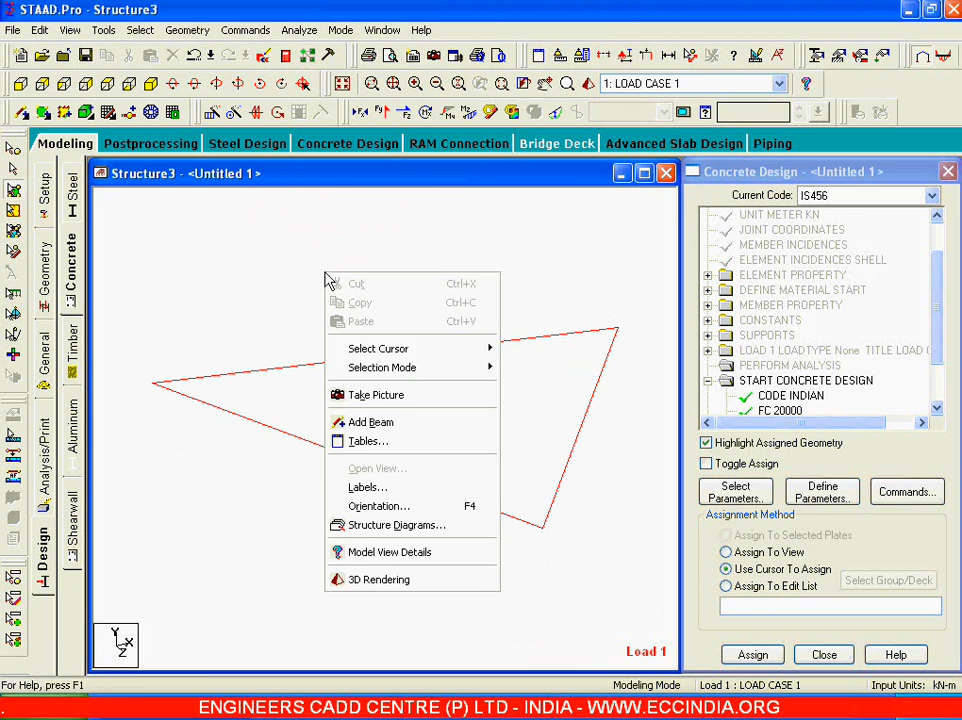 STAAD.Pro - Structure3
File Edit View Tools Select Geometry Commands Analyze Mode Window Help
1: LOAD CASE 1
Modeling Postprocessing Steel Design Concrete Design RAM Connection Bridge Deck Advanced Slab Design Piping
Setup
Geometry
General
Analysis/Print
Design
Steel
Concrete
Timber
Aluminum
Shearwall
Structure3 - <Untitled 1>
Cut Ctrl+X
Copy Ctrl+C
Paste Ctrl+V
Select Cursor
Selection Mode
Take Picture
Add Beam
Tables...
Open View...
Labels...
Orientation... F4
Structure Diagrams...
Model View Details
3D Rendering
Y
X
Z
Load 1
Concrete Design - <Untitled 1>
Current Code: IS456
UNIT METER KN
JOINT COORDINATES
MEMBER INCIDENCES
ELEMENT INCIDENCES SHELL
ELEMENT PROPERTY
DEFINE MATERIAL START
MEMBER PROPERTY
CONSTANTS
SUPPORTS
LOAD 1 LOADTYPE None TITLE LOAD
PERFORM ANALYSIS
START CONCRETE DESIGN
CODE INDIAN
FC 20000
Highlight Assigned Geometry
Toggle Assign
Select Parameters..
Define Parameters..
Commands...
Assignment Method
Assign To Selected Plates
Assign To View
Use Cursor To Assign
Assign To Edit List
Select Group/Deck
Assign Close Help
For Help, press F1 Modeling Mode Load 1 : LOAD CASE 1 Input Units: kN-m
ENGINEERS CADD CENTRE (P) LTD - INDIA - WWW.ECCINDIA.ORG